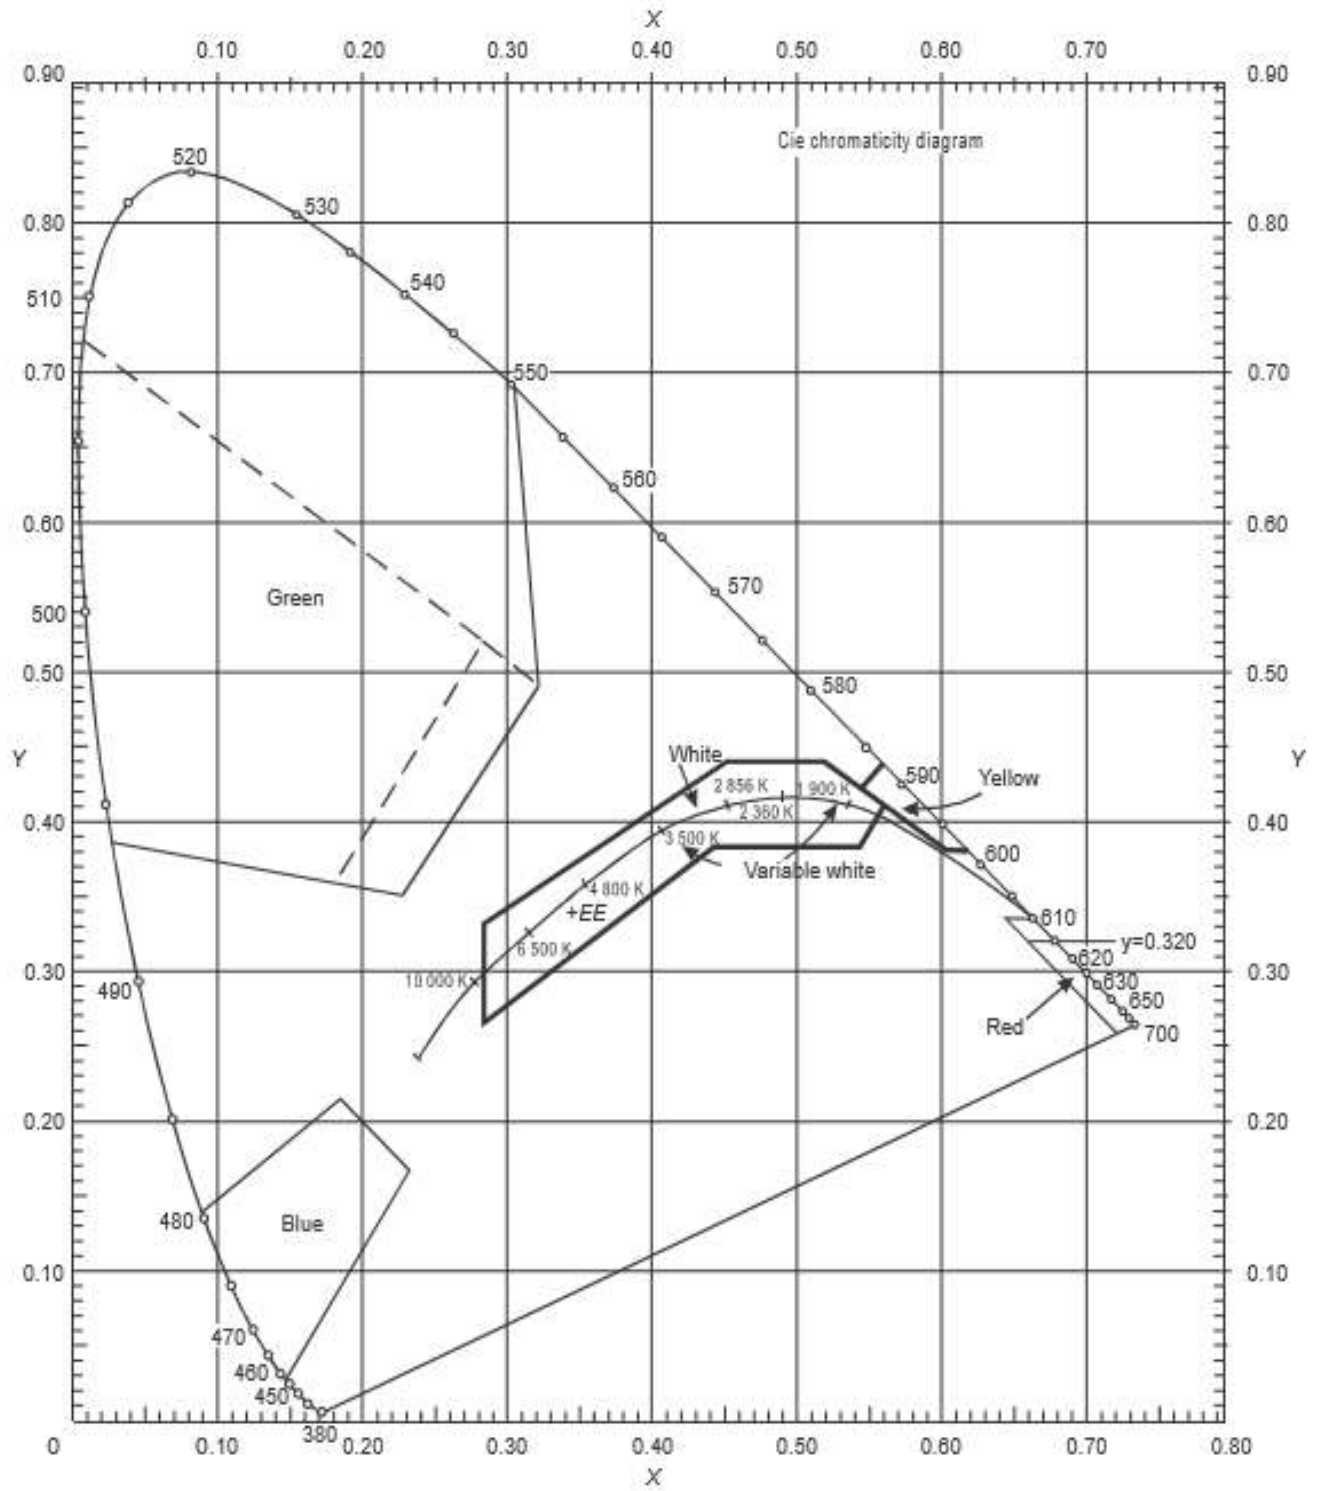 X
0.10 0.20 0.30 0.40 0.50 0.60 0.70
0.90 0.90
Cie chromaticity diagram
520
530
0.80 0.80
540
510
0.70 550 0.70
560
0.60 0.60
570
Green
500
0.50 580 0.50
White
Y 590 Yellow Y
2 856 K 1 900 K
2 360 K
0.40 0.40
3 500 K
600
Variable white
4 800 K
+EE 610
y=0.320
6 500 K
620
0.30 0.30
10 000 K 630
490
650
Red 700
0.20 0.20
480 Blue
0.10 0.10
470
460
450
380
0 0.10 0.20 0.30 0.40 0.50 0.60 0.70 0.80
X